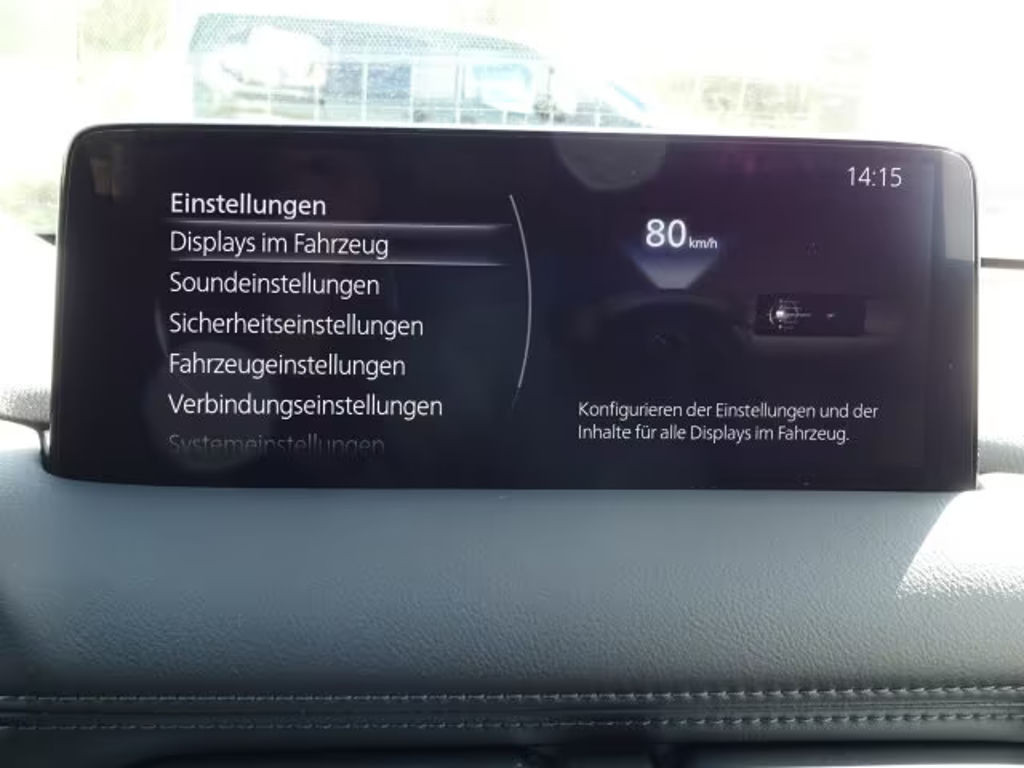 14:15
Einstellungen
Displays im Fahrzeug
Soundeinstellungen
Sicherheitseinstellungen
Fahrzeugeinstellungen
Verbindungseinstellungen
Systemeinstellungen
80 km/h
Konfigurieren der Einstellungen und der
Inhalte für alle Displays im Fahrzeug.